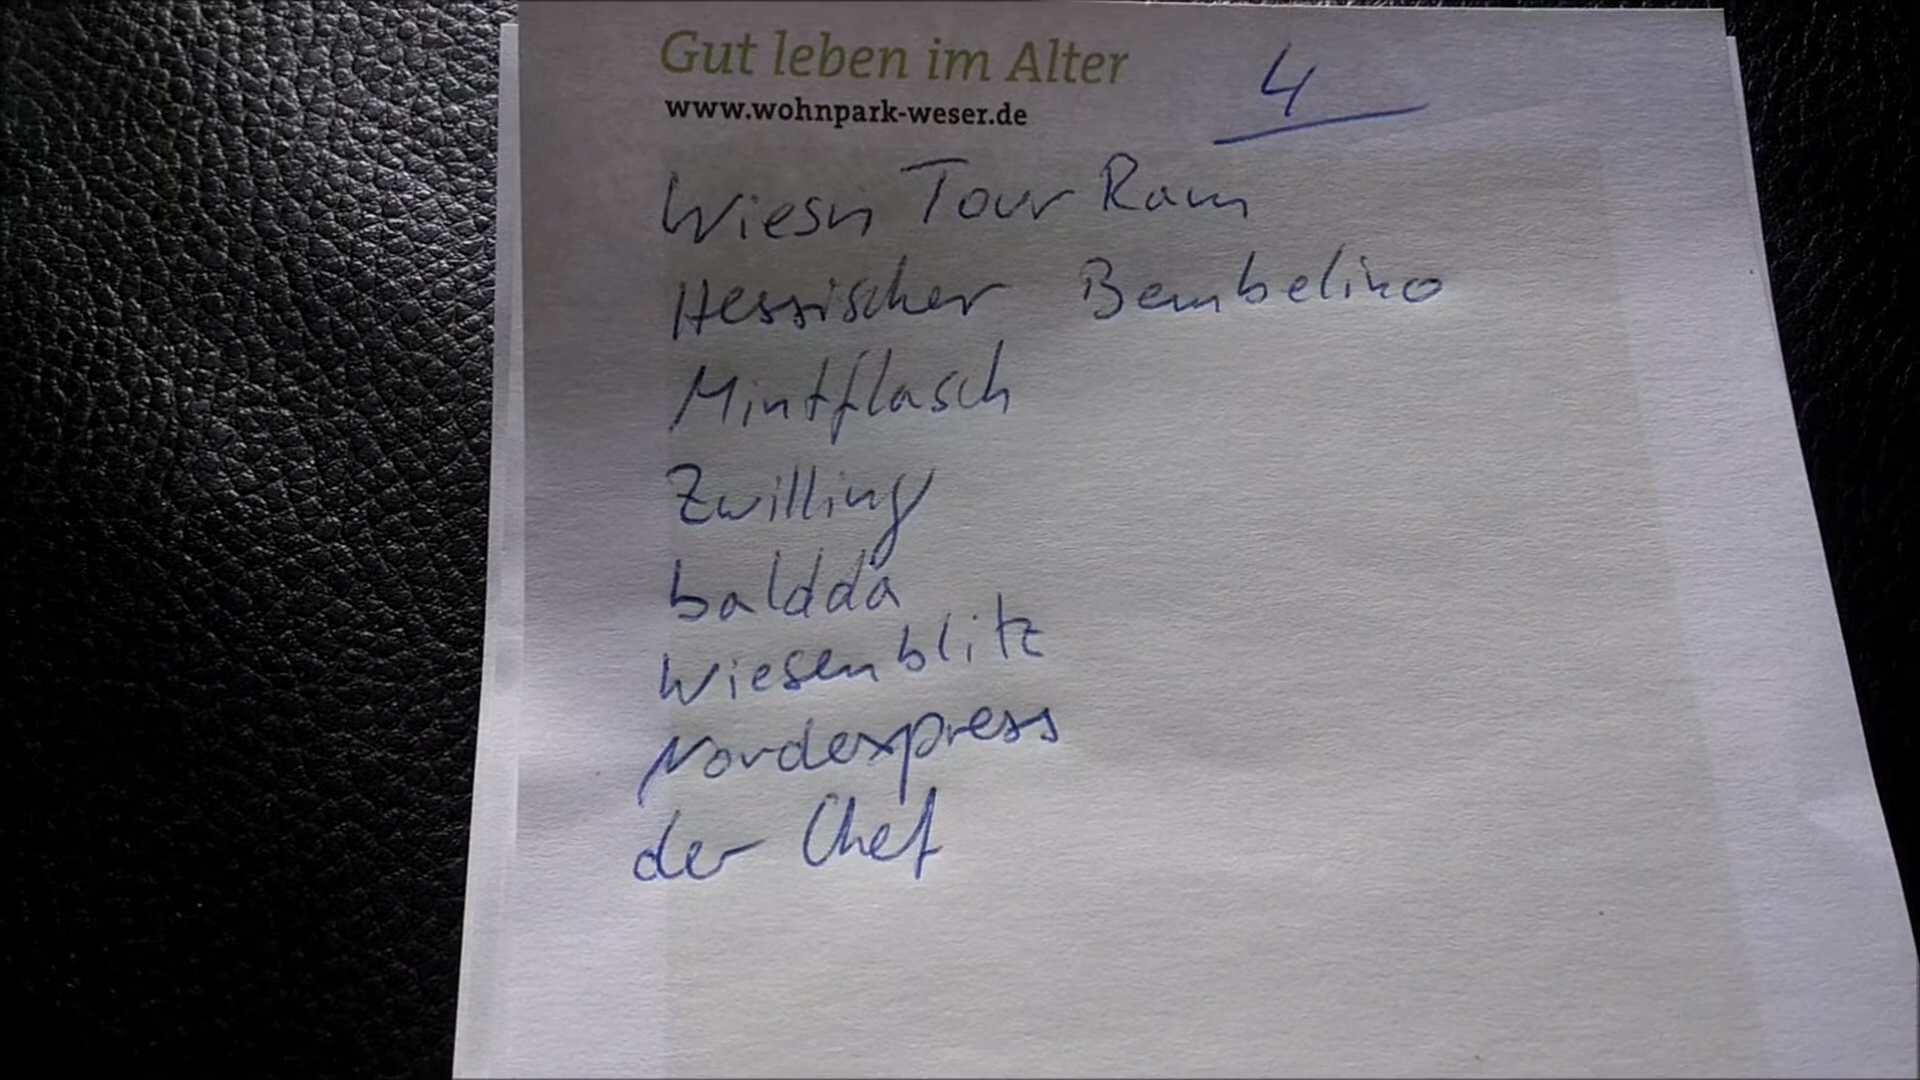 Gut leben im Alter
www.wohnpark-weser.de
4
Wiesn Tour Ram
Hessischer Bembelino
Mintflasch
Zwilling
baldda
Wiesenblitz
Nordexpress
der Chef